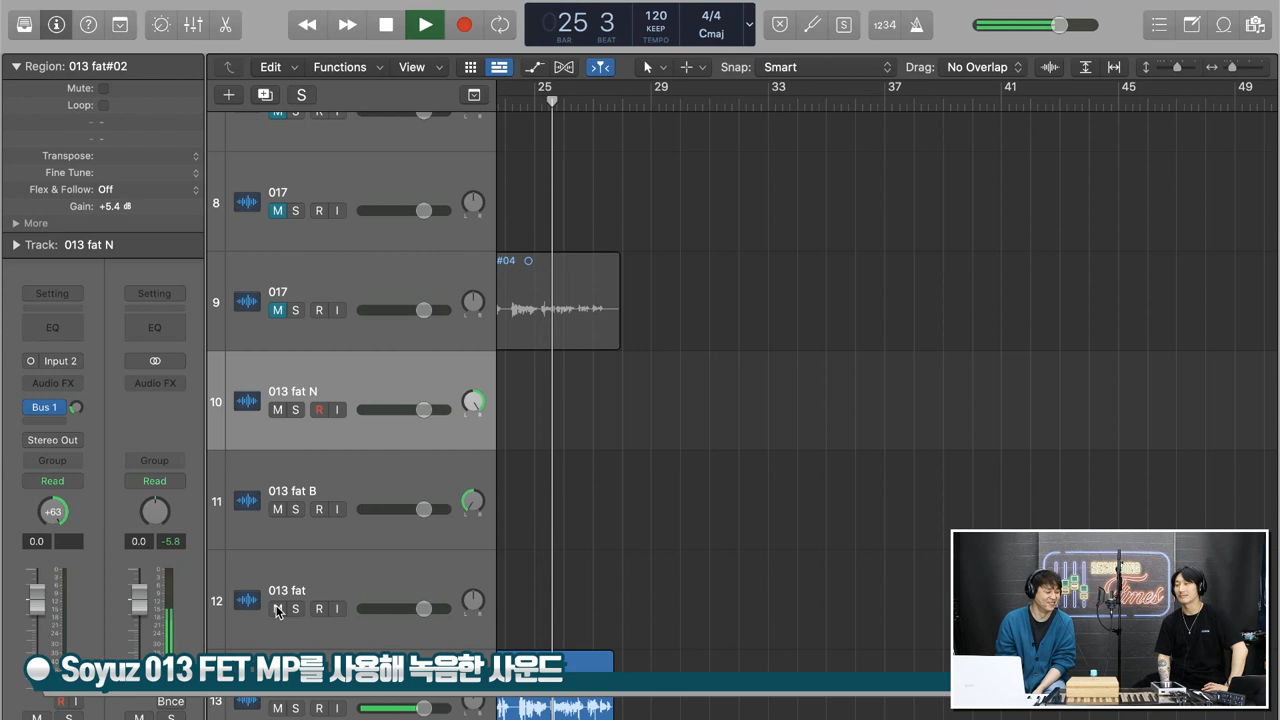 25 3
BAR BEAT
120
KEEP
TEMPO
4/4
Cmaj
1234
Region: 013 fat#02
Mute:
Loop:
Transpose:
Fine Tune:
Flex & Follow: Off
Gain: +5.4 dB
More
Track: 013 fat N
Edit Functions View
Snap: Smart
Drag: No Overlap
S
25 29 33 37 41 45 49
M S R I
8 017
M S R I
L R
#04
9 017
M S R I
L R
10 013 fat N
M S R I
L R
11 013 fat B
M S R I
L R
12 013 fat
M S R I
L R
13
S R I
Setting Setting
EQ EQ
Input 2
Audio FX Audio FX
Bus 1
Stereo Out
Group Group
Read Read
+63
0.0 0.0 -5.8
R I Bnce
M S M
Times
Soyuz 013 FET MP를 사용해 녹음한 사운드